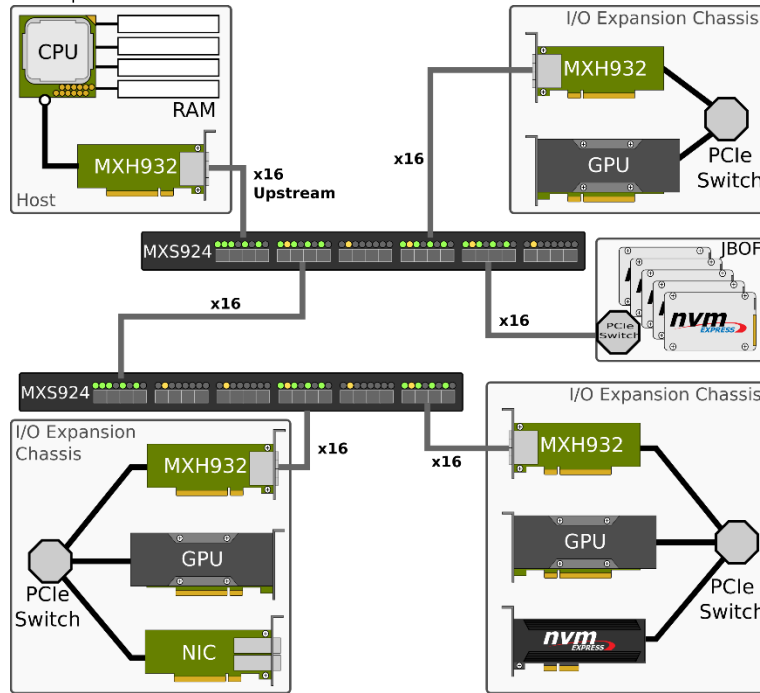 CPU
RAM
MXH932
Host
x16
Upstream
I/O Expansion Chassis
MXH932
GPU
PCIe
Switch
x16
MXS924
JBOF
PCIe
Switch
nvm
EXPRESS
x16
x16
MXS924
I/O Expansion
Chassis
MXH932
x16
GPU
PCIe
Switch
NIC
x16
I/O Expansion Chassis
MXH932
GPU
PCIe
Switch
nvm
EXPRESS